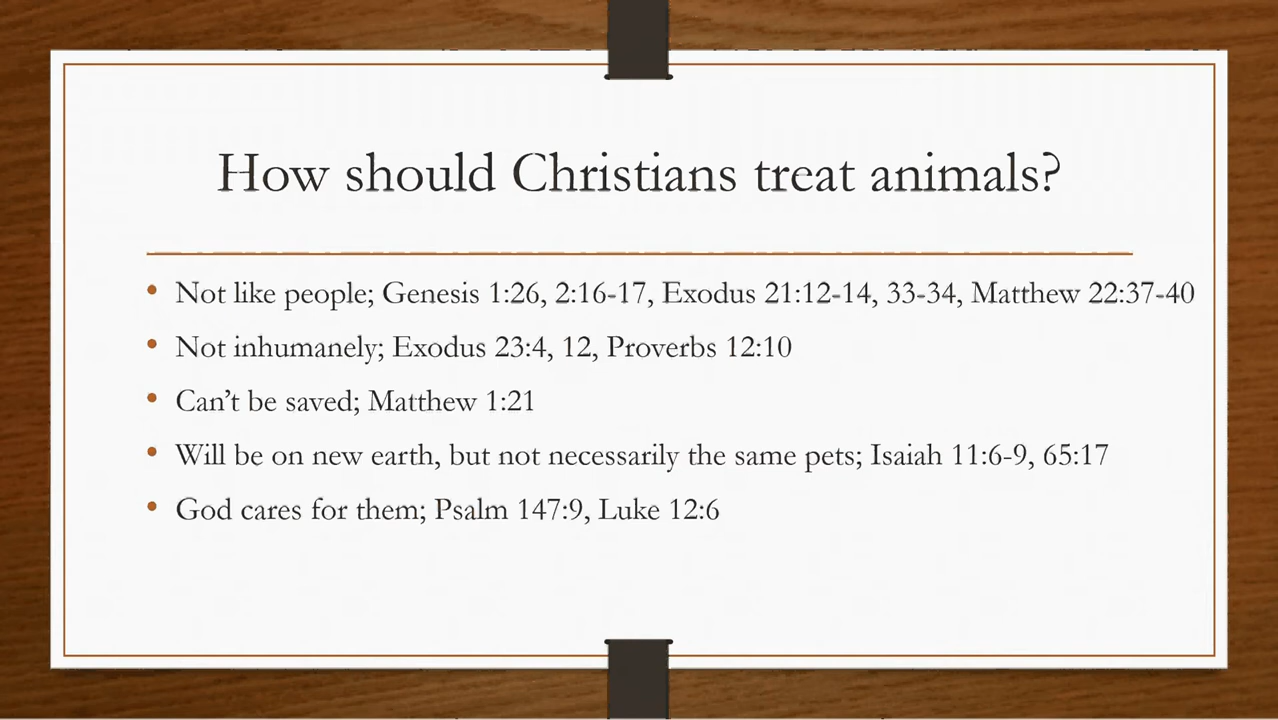 How should Christians treat animals?
• Not like people; Genesis 1:26, 2:16-17, Exodus 21:12-14, 33-34, Matthew 22:37-40
• Not inhumanely; Exodus 23:4, 12, Proverbs 12:10
• Can’t be saved; Matthew 1:21
• Will be on new earth, but not necessarily the same pets; Isaiah 11:6-9, 65:17
• God cares for them; Psalm 147:9, Luke 12:6